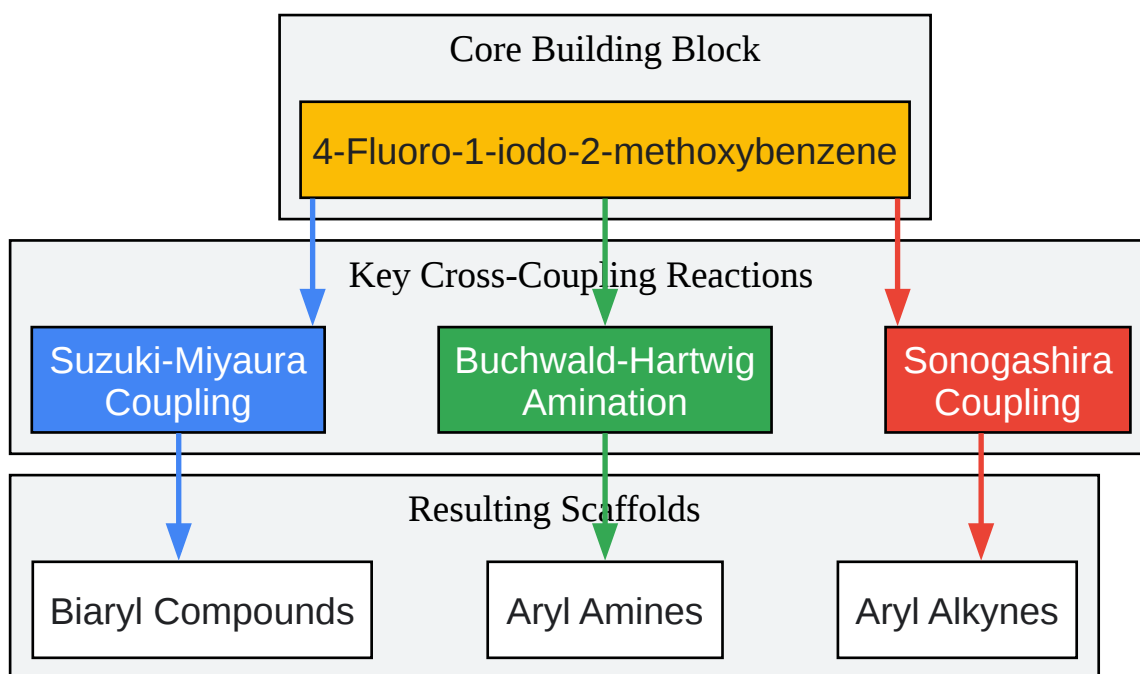 Core Building Block
4-Fluoro-1-iodo-2-methoxybenzene
Key Cross-Coupling Reactions
Suzuki-Miyaura
Coupling
Buchwald-Hartwig
Amination
Sonogashira
Coupling
Resulting Scaffolds
Biaryl Compounds
Aryl Amines
Aryl Alkynes